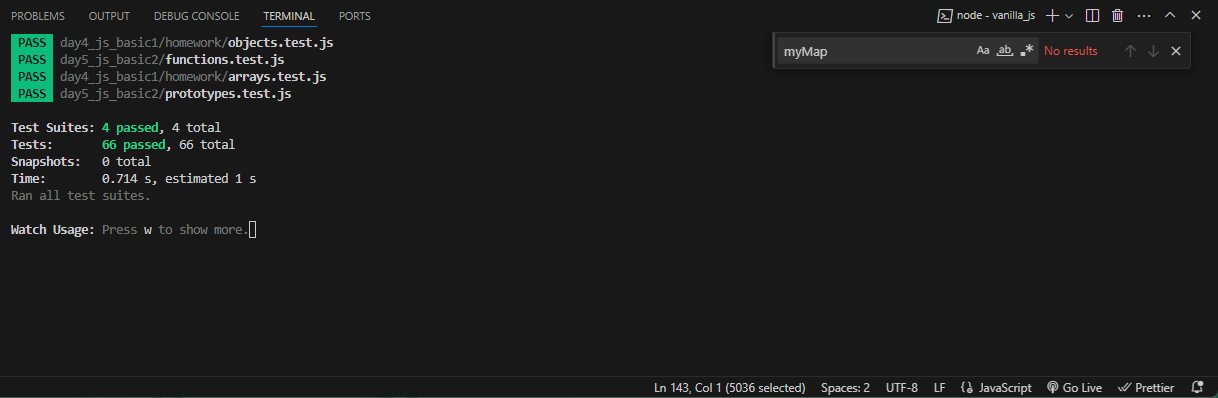 PROBLEMS OUTPUT DEBUG CONSOLE TERMINAL PORTS node - vanilla_js
myMap Aa ab .* No results
PASS day4_js_basic1/homework/objects.test.js
PASS day5_js_basic2/functions.test.js
PASS day4_js_basic1/homework/arrays.test.js
PASS day5_js_basic2/prototypes.test.js
Test Suites: 4 passed, 4 total
Tests: 66 passed, 66 total
Snapshots: 0 total
Time: 0.714 s, estimated 1 s
Ran all test suites.
Watch Usage: Press w to show more.
Ln 143, Col 1 (5036 selected) Spaces: 2 UTF-8 LF JavaScript Go Live Prettier